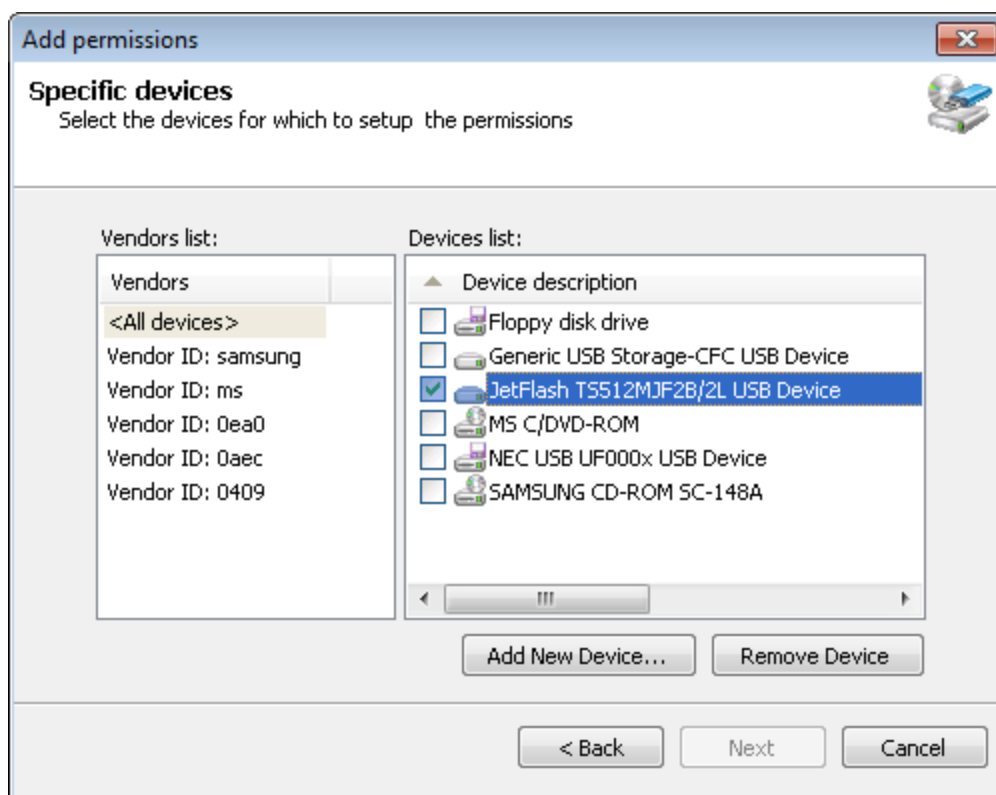 Add permissions
Specific devices
Select the devices for which to setup the permissions
Vendors list:
Vendors
<All devices>
Vendor ID: samsung
Vendor ID: ms
Vendor ID: 0ea0
Vendor ID: 0aec
Vendor ID: 0409
Devices list:
Device description
Floppy disk drive
Generic USB Storage-CFC USB Device
JetFlash TS512MJF2B/2L USB Device
MS C/DVD-ROM
NEC USB UF000x USB Device
SAMSUNG CD-ROM SC-148A
Add New Device...
Remove Device
< Back
Next
Cancel